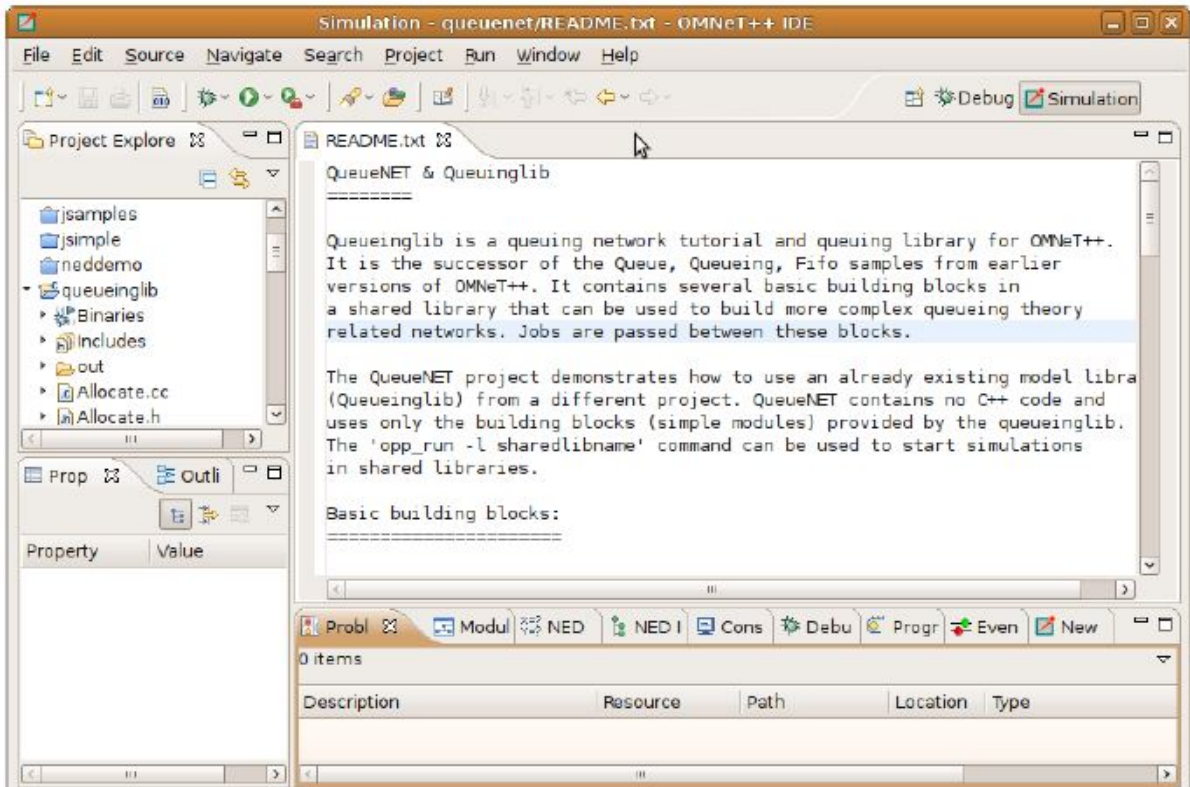 Simulation - queuenet/README.txt - OMNeT++ IDE
File Edit Source Navigate Search Project Run Window Help
Debug Simulation
Project Explore
jsamples
jsimple
neddemo
queueinglib
Binaries
Includes
out
Allocate.cc
Allocate.h
Prop Outli
Property Value
README.txt
QueueNET & Queuinglib
========
Queueinglib is a queuing network tutorial and queuing library for OMNeT++.
It is the successor of the Queue, Queueing, Fifo samples from earlier
versions of OMNeT++. It contains several basic building blocks in
a shared library that can be used to build more complex queueing theory
related networks. Jobs are passed between these blocks.
The QueueNET project demonstrates how to use an already existing model libra
(Queueinglib) from a different project. QueueNET contains no C++ code and
uses only the building blocks (simple modules) provided by the queueinglib.
The 'opp_run -l sharedlibname' command can be used to start simulations
in shared libraries.
Basic building blocks:
======================
Probl Modul NED NED I Cons Debu Progr Even New
0 items
Description Resource Path Location Type